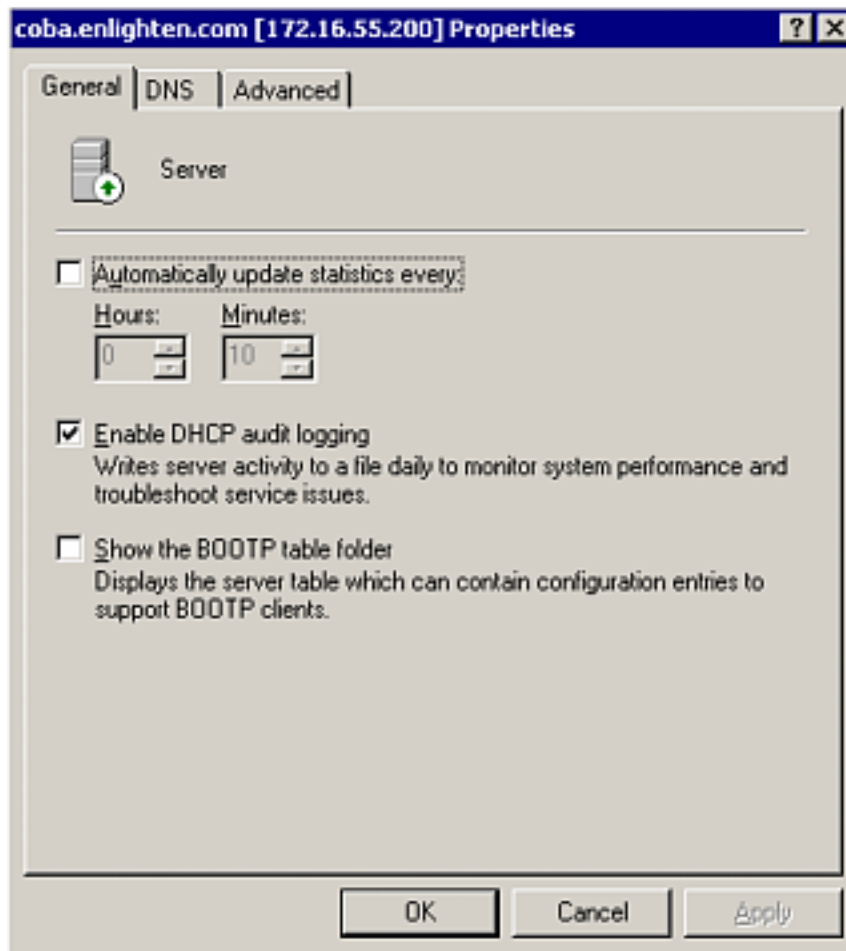 coba.enlighten.com [172.16.55.200] Properties
General DNS Advanced
Server
Automatically update statistics every:
Hours: Minutes:
0 10
Enable DHCP audit logging
Writes server activity to a file daily to monitor system performance and
troubleshoot service issues.
Show the BOOTP table folder
Displays the server table which can contain configuration entries to
support BOOTP clients.
OK Cancel Apply